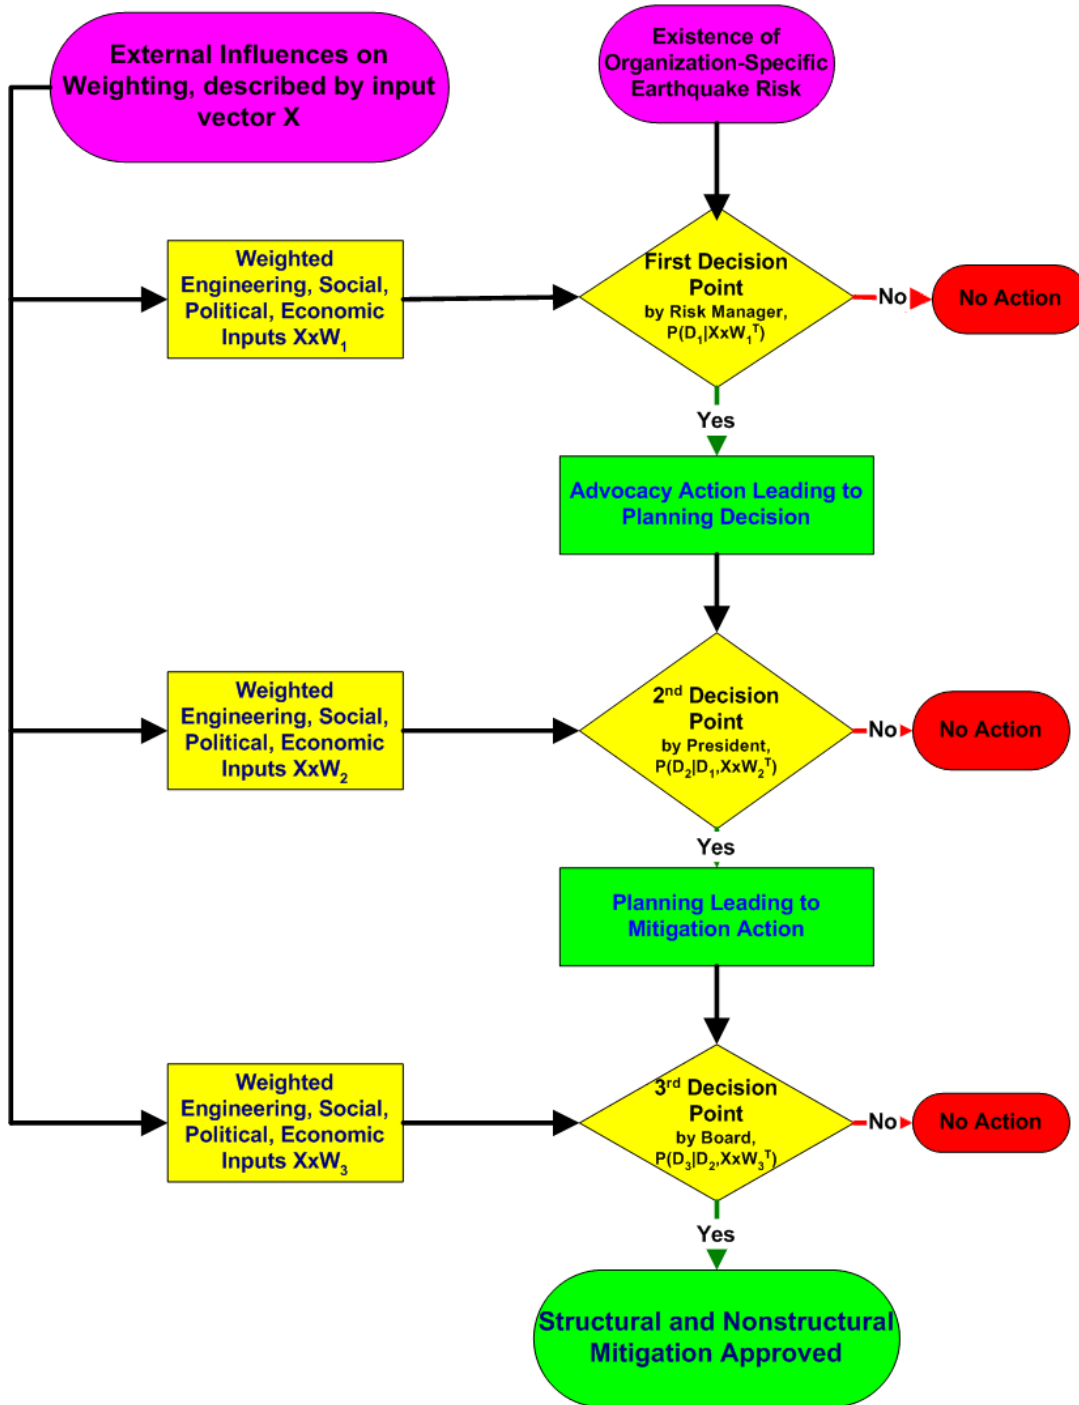 External Influences on
Weighting, described by input
vector X
Existence of
Organization-Specific
Earthquake Risk
Weighted
Engineering, Social,
Political, Economic
Inputs XxW₁
First Decision
Point
by Risk Manager,
P(D₁|XxW₁ᵀ)
No
No Action
Yes
Advocacy Action Leading to
Planning Decision
Weighted
Engineering, Social,
Political, Economic
Inputs XxW₂
2ⁿᵈ Decision
Point
by President,
P(D₂|D₁,XxW₂ᵀ)
No
No Action
Yes
Planning Leading to
Mitigation Action
Weighted
Engineering, Social,
Political, Economic
Inputs XxW₃
3ʳᵈ Decision
Point
by Board,
P(D₃|D₂,XxW₃ᵀ)
No
No Action
Yes
Structural and Nonstructural
Mitigation Approved